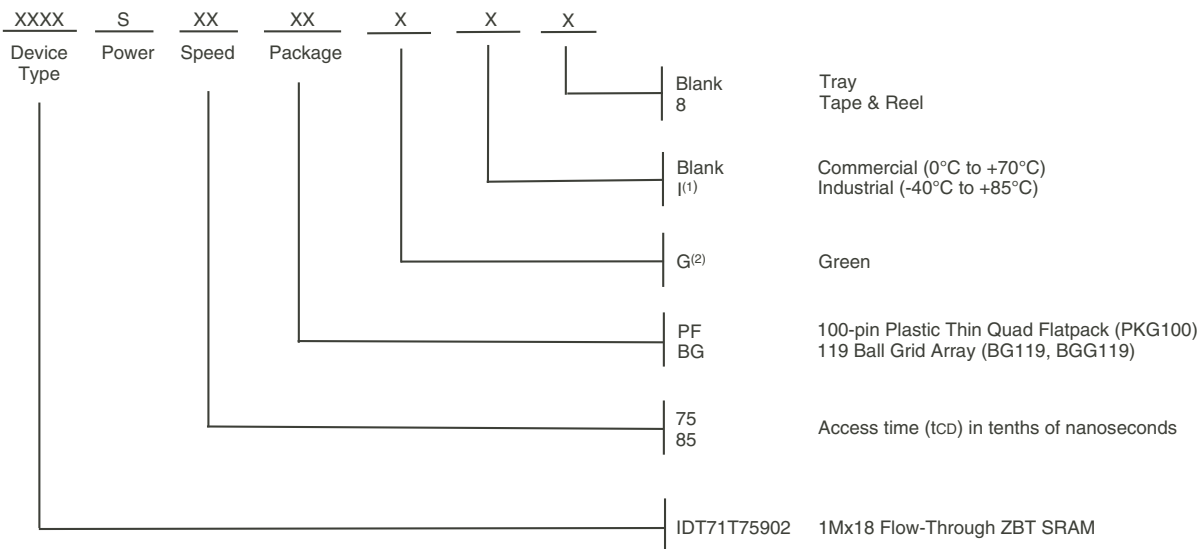 XXXX S XX XX X X X
Device Power Speed Package
Type
Blank Tray
8 Tape & Reel
Blank Commercial (0°C to +70°C)
I(1) Industrial (-40°C to +85°C)
G(2) Green
PF 100-pin Plastic Thin Quad Flatpack (PKG100)
BG 119 Ball Grid Array (BG119, BGG119)
75
85
Access time (tCD) in tenths of nanoseconds
IDT71T75902 1Mx18 Flow-Through ZBT SRAM